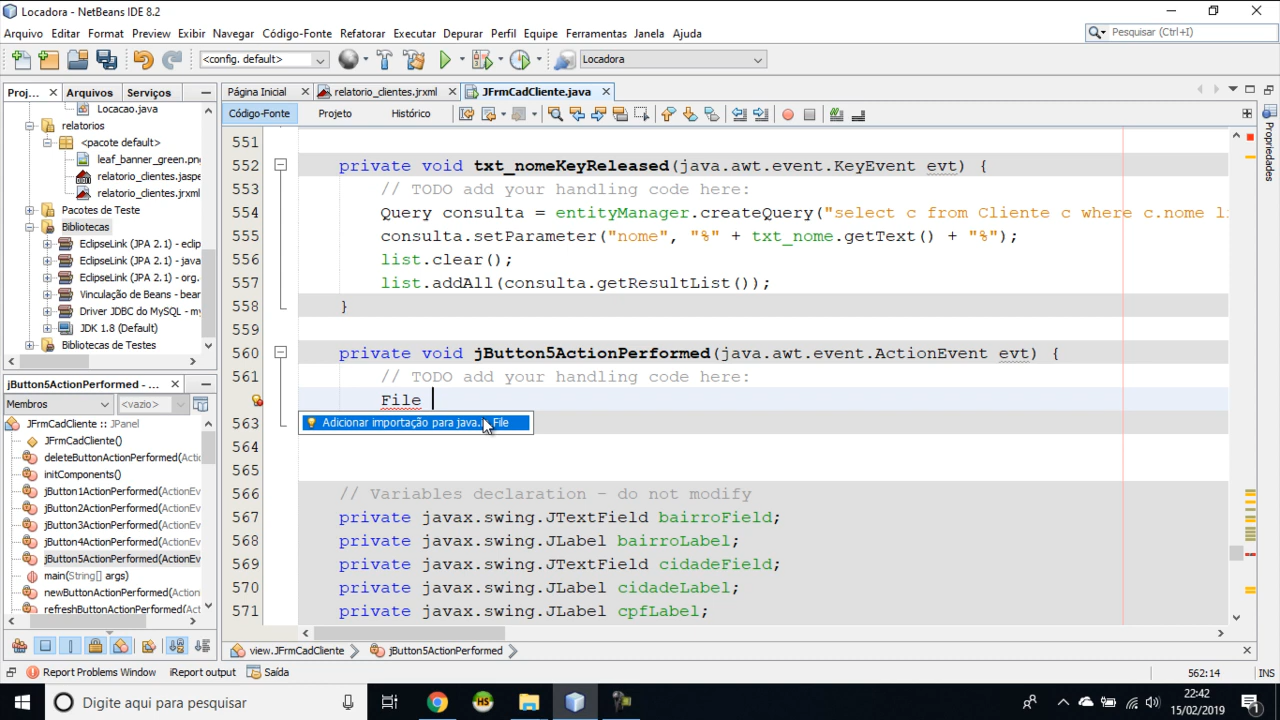 Locadora - NetBeans IDE 8.2
Arquivo Editar Format Preview Exibir Navegar Código-Fonte Refatorar Executar Depurar Perfil Equipe Ferramentas Janela Ajuda
Pesquisar (Ctrl+I)
<config. default> Locadora
Proj... Arquivos Serviços
Página Inicial relatorio_clientes.jrxml JFrmCadCliente.java
Código-Fonte Projeto Histórico
Locacao.java
relatorios
<pacote default>
leaf_banner_green.png
relatorio_clientes.jaspe
relatorio_clientes.jrxml
Pacotes de Teste
Bibliotecas
EclipseLink (JPA 2.1) - eclip
EclipseLink (JPA 2.1) - java
EclipseLink (JPA 2.1) - org.
Vinculação de Beans - bean
Driver JDBC do MySQL - my
JDK 1.8 (Default)
Bibliotecas de Testes
jButton5ActionPerformed - ...
Membros <vazio>
JFrmCadCliente :: JPanel
JFrmCadCliente()
deleteButtonActionPerformed(Actio
initComponents()
jButton1ActionPerformed(ActionEv
jButton2ActionPerformed(ActionEv
jButton3ActionPerformed(ActionEv
jButton4ActionPerformed(ActionEv
jButton5ActionPerformed(ActionEv
main(String[] args)
newButtonActionPerformed(ActionE
refreshButtonActionPerformed(Actio
551
552 private void txt_nomeKeyReleased(java.awt.event.KeyEvent evt) {
553 // TODO add your handling code here:
554 Query consulta = entityManager.createQuery("select c from Cliente c where c.nome li
555 consulta.setParameter("nome", "%" + txt_nome.getText() + "%");
556 list.clear();
557 list.addAll(consulta.getResultList());
558 }
559
560 private void jButton5ActionPerformed(java.awt.event.ActionEvent evt) {
561 // TODO add your handling code here:
File
Adicionar importação para java. File
563
564
565
566 // Variables declaration - do not modify
567 private javax.swing.JTextField bairroField;
568 private javax.swing.JLabel bairroLabel;
569 private javax.swing.JTextField cidadeField;
570 private javax.swing.JLabel cidadeLabel;
571 private javax.swing.JLabel cpfLabel;
Propriedades
view.JFrmCadCliente jButton5ActionPerformed
Report Problems Window iReport output Saída
562:14 INS
Digite aqui para pesquisar
HS
22:42
15/02/2019
1